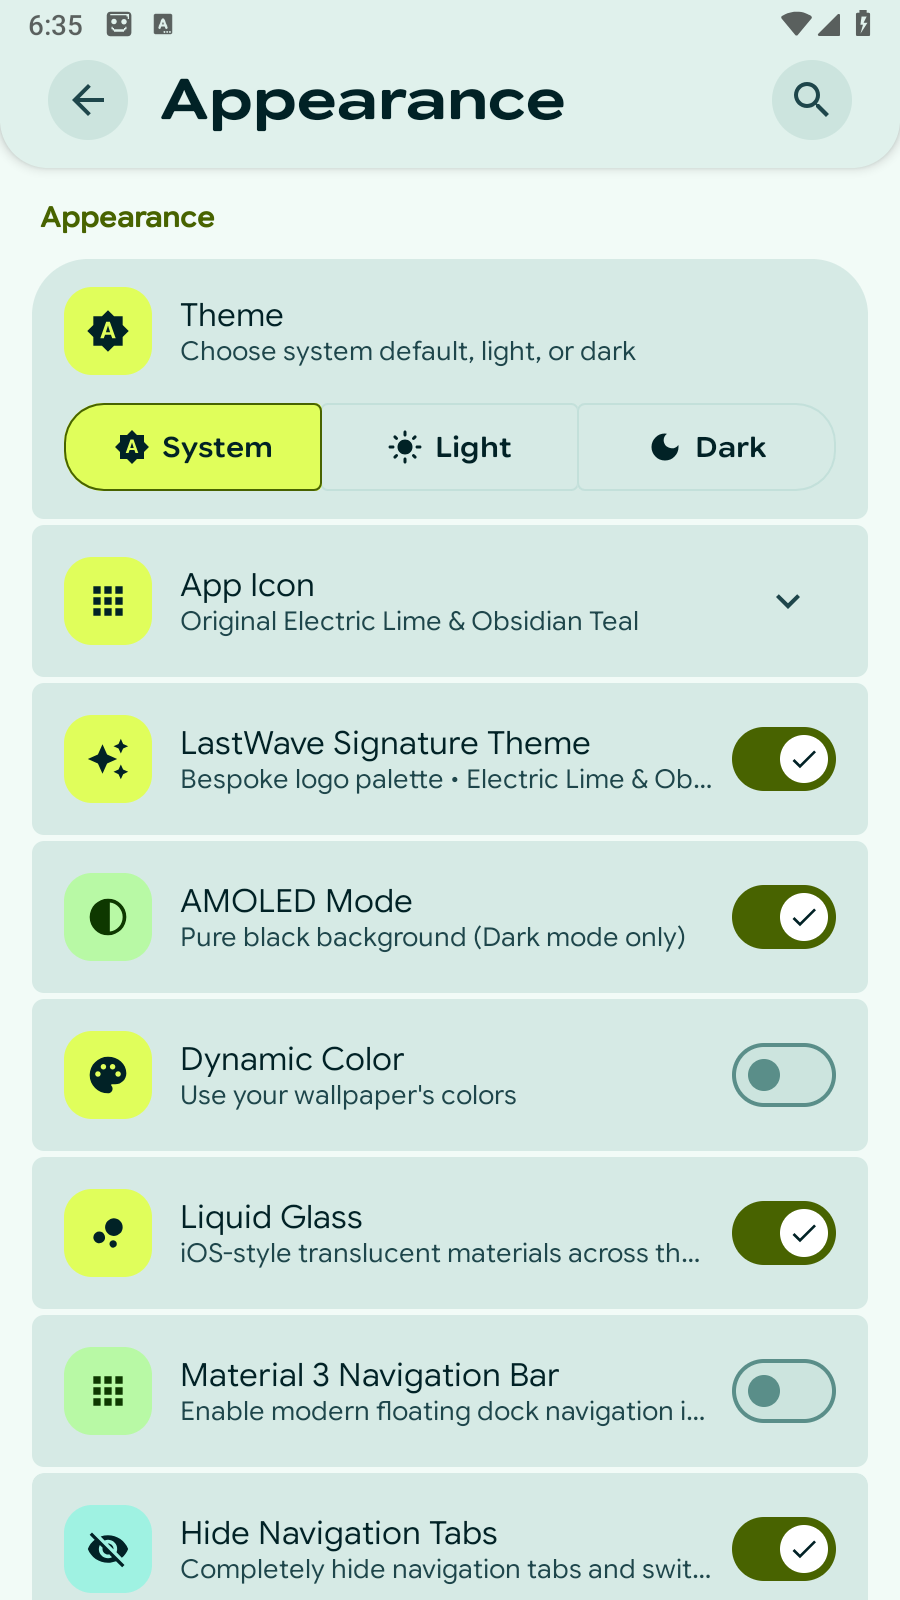 6:35
Appearance
Appearance
Theme
Choose system default, light, or dark
System
Light
Dark
App Icon
Original Electric Lime & Obsidian Teal
LastWave Signature Theme
Bespoke logo palette • Electric Lime & Ob...
AMOLED Mode
Pure black background (Dark mode only)
Dynamic Color
Use your wallpaper's colors
Liquid Glass
iOS-style translucent materials across th...
Material 3 Navigation Bar
Enable modern floating dock navigation i...
Hide Navigation Tabs
Completely hide navigation tabs and swit...